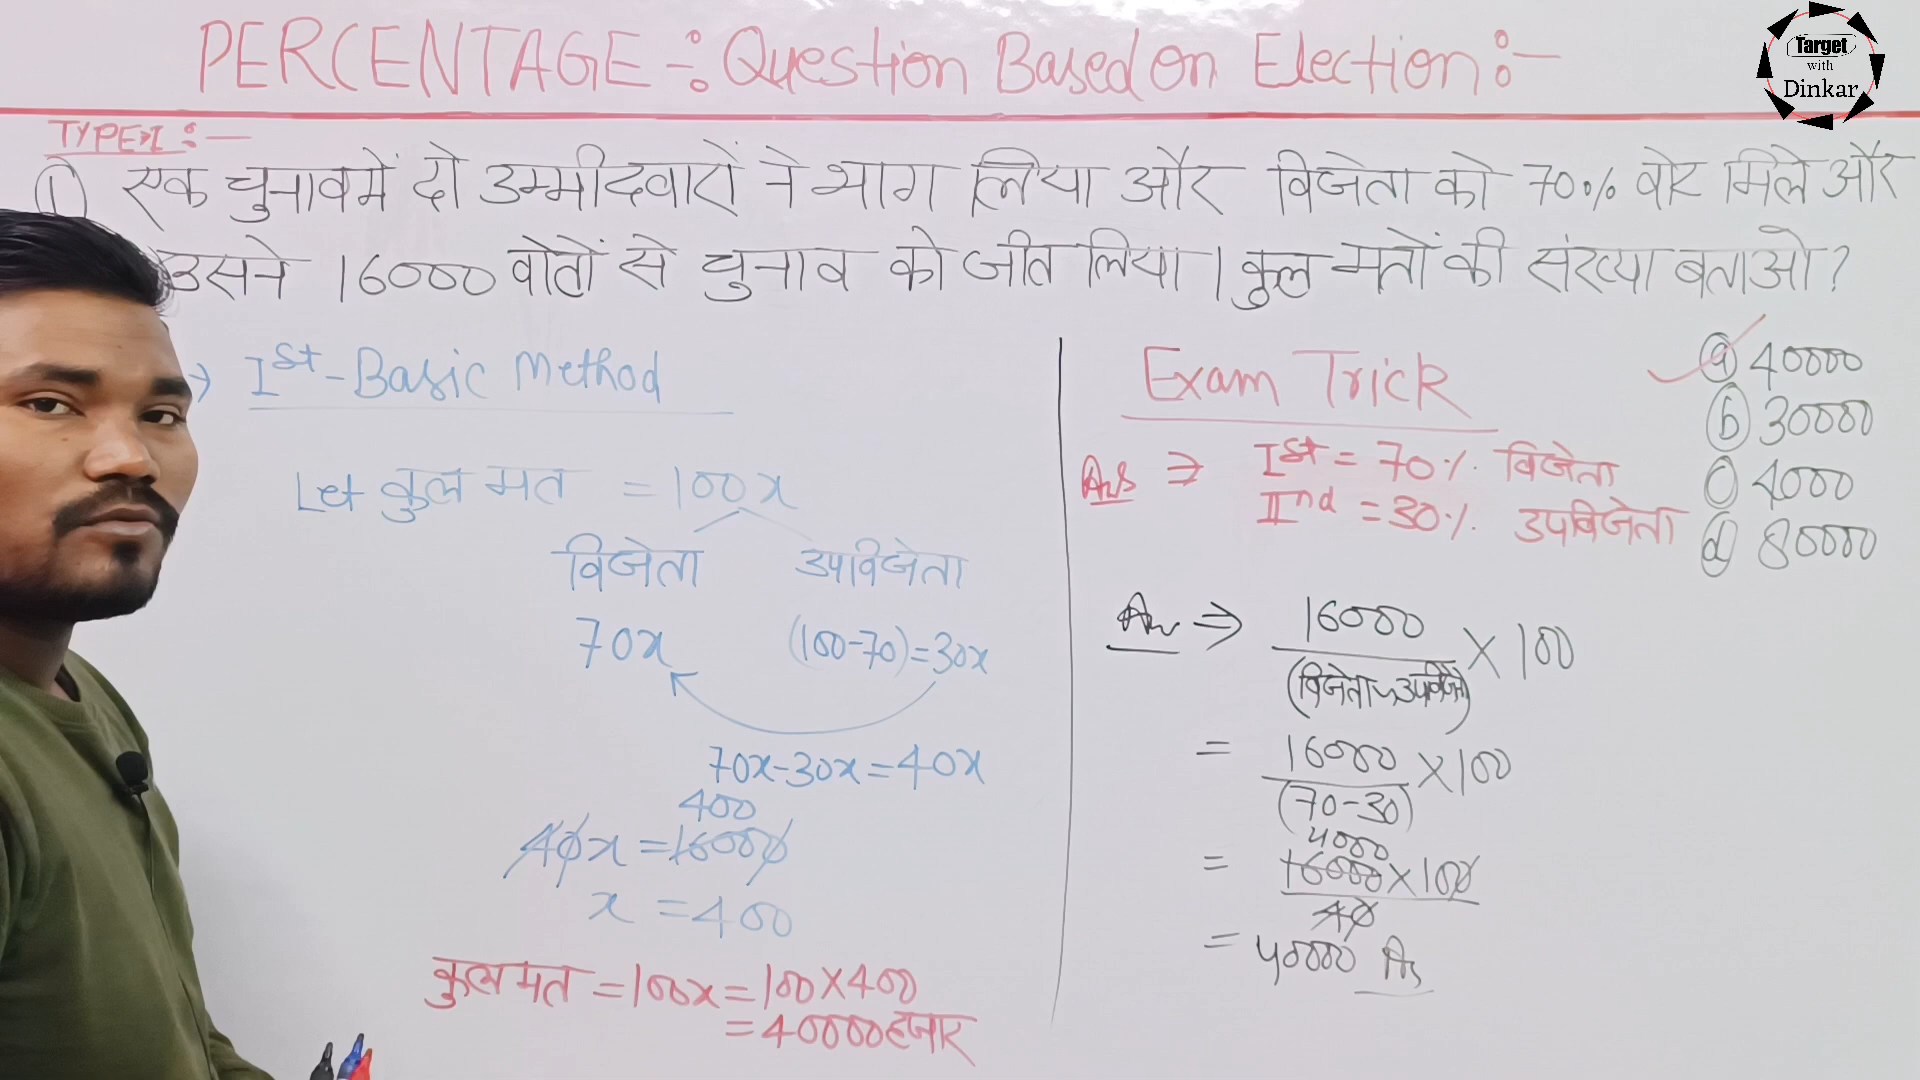 PERCENTAGE -: Question Based on Election :-
Target
with
Dinkar
TYPE-I :-
① एक चुनाव में दो उम्मीदवारों ने भाग लिया और विजेता को 70% वोट मिले और
उसने 16000 वोटों से चुनाव को जीत लिया। कुल मतों की संख्या बताओ?
→ Ist - Basic Method
Let कुल मत = 100x
विजेता उपविजेता
70x (100-70)=30x
70x-30x=40x
400
40x = 16000
x = 400
कुल मत = 100x = 100×400
= 40000 हजार
Exam Trick
Ans ⇒ Ist = 70% विजेता
IInd = 30% उपविजेता
Ans ⇒ 16000 × 100
(विजेता-उपविजे)
= 16000 × 100
(70-30)
4000
= 16000 × 100
40
= 40000 Ans
ⓐ 40000
ⓑ 30000
ⓒ 4000
ⓓ 80000